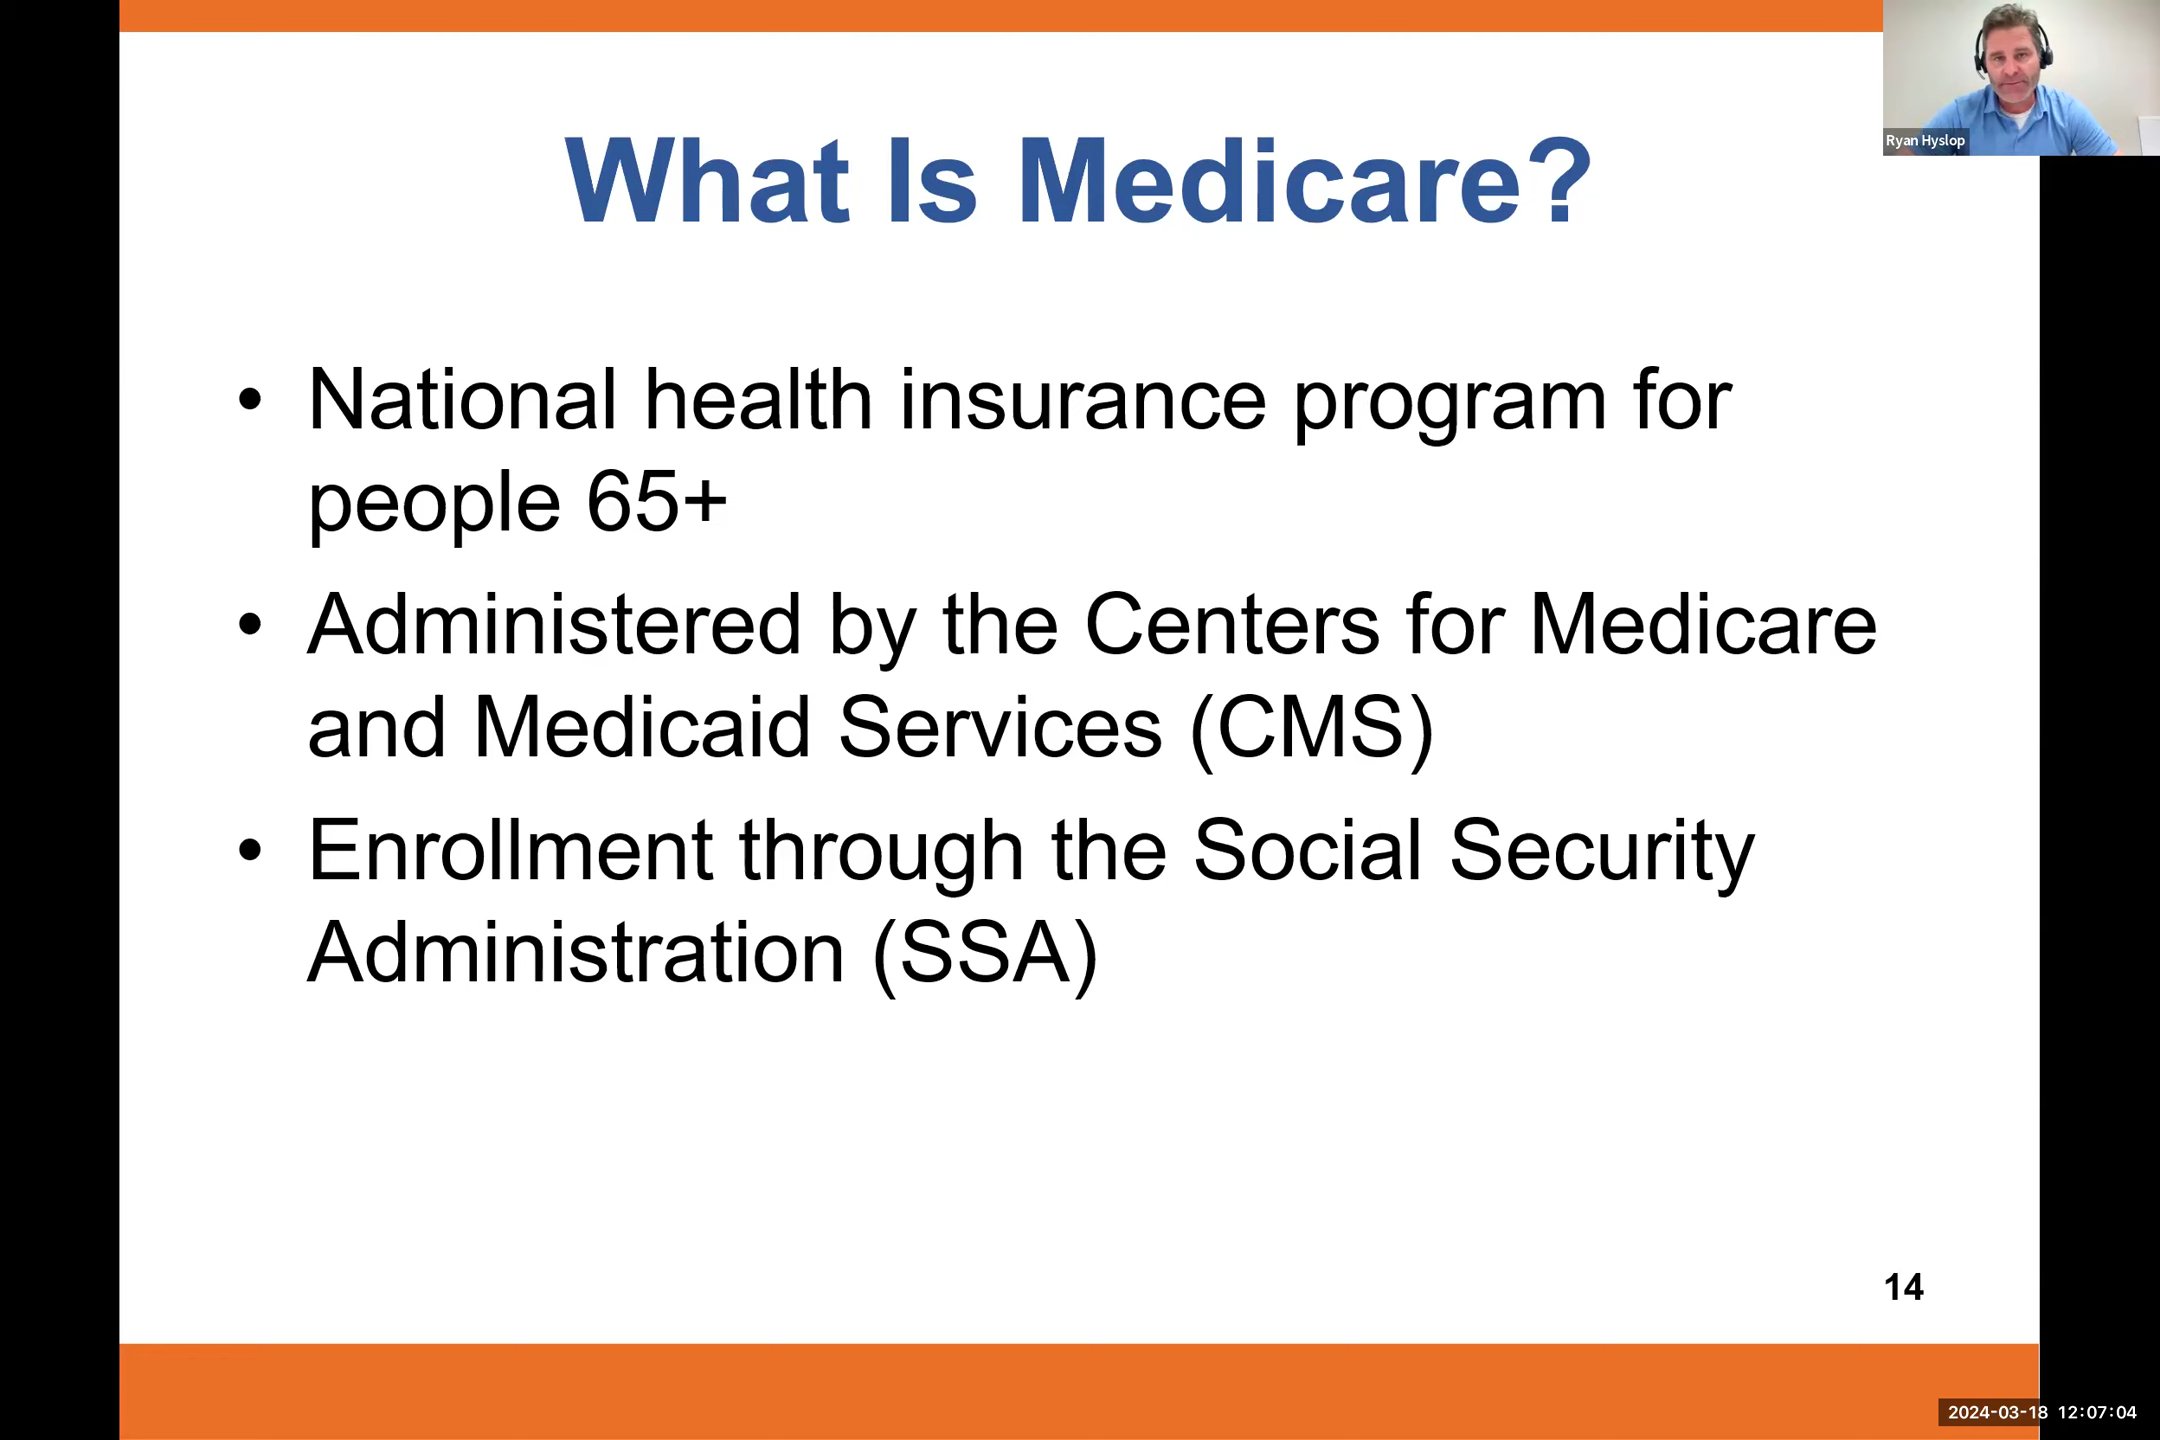 What Is Medicare?
Ryan Hyslop
• National health insurance program for
people 65+
• Administered by the Centers for Medicare
and Medicaid Services (CMS)
• Enrollment through the Social Security
Administration (SSA)
14
2024-03-18 12:07:04